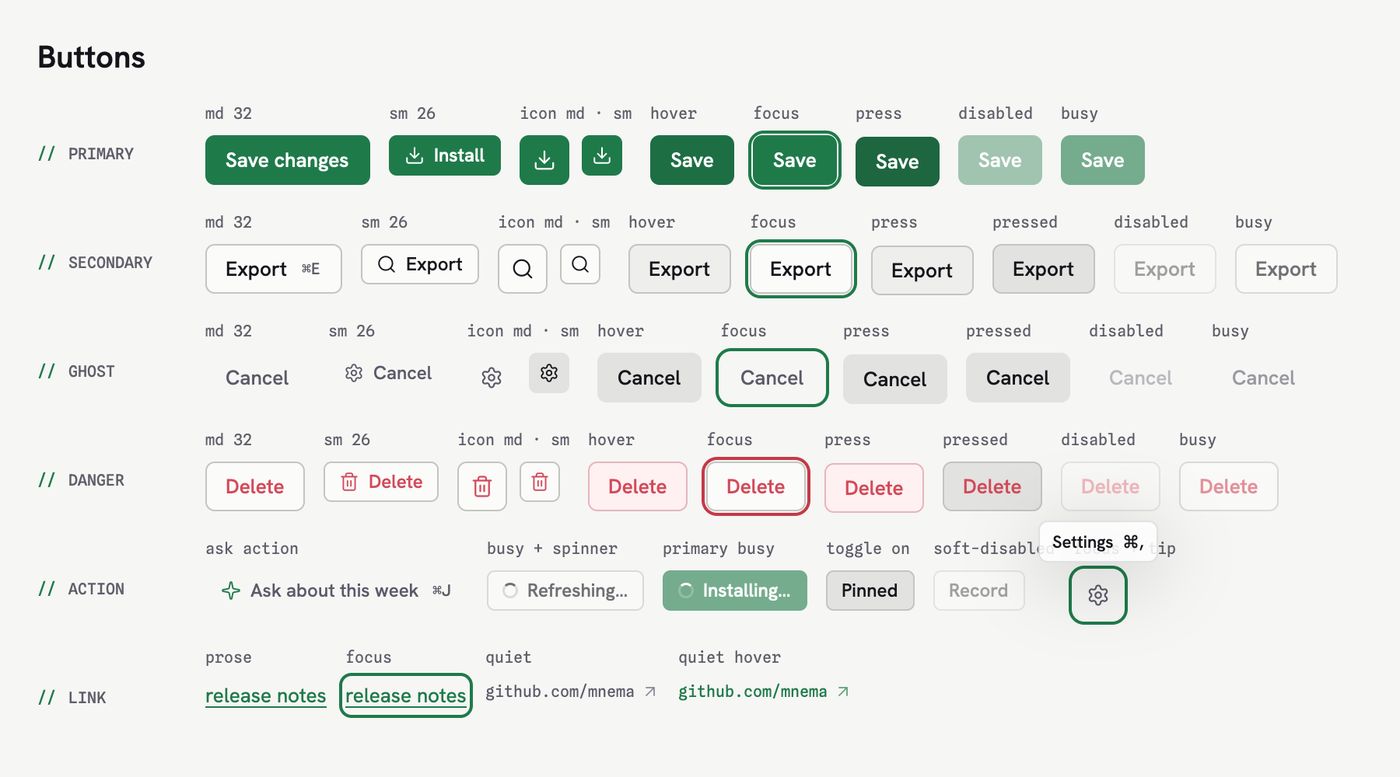 Buttons
md 32 sm 26 icon md · sm hover focus press disabled busy
// PRIMARY Save changes Install Save Save Save Save Save
md 32 sm 26 icon md · sm hover focus press pressed disabled busy
// SECONDARY Export ⌘E Export Export Export Export Export Export Export
md 32 sm 26 icon md · sm hover focus press pressed disabled busy
// GHOST Cancel Cancel Cancel Cancel Cancel Cancel Cancel Cancel
md 32 sm 26 icon md · sm hover focus press pressed disabled busy
// DANGER Delete Delete Delete Delete Delete Delete Delete Delete
Settings ⌘,
ask action busy + spinner primary busy toggle on soft-disabled tip
// ACTION Ask about this week ⌘J Refreshing… Installing… Pinned Record
prose focus quiet quiet hover
// LINK release notes release notes github.com/mnema github.com/mnema